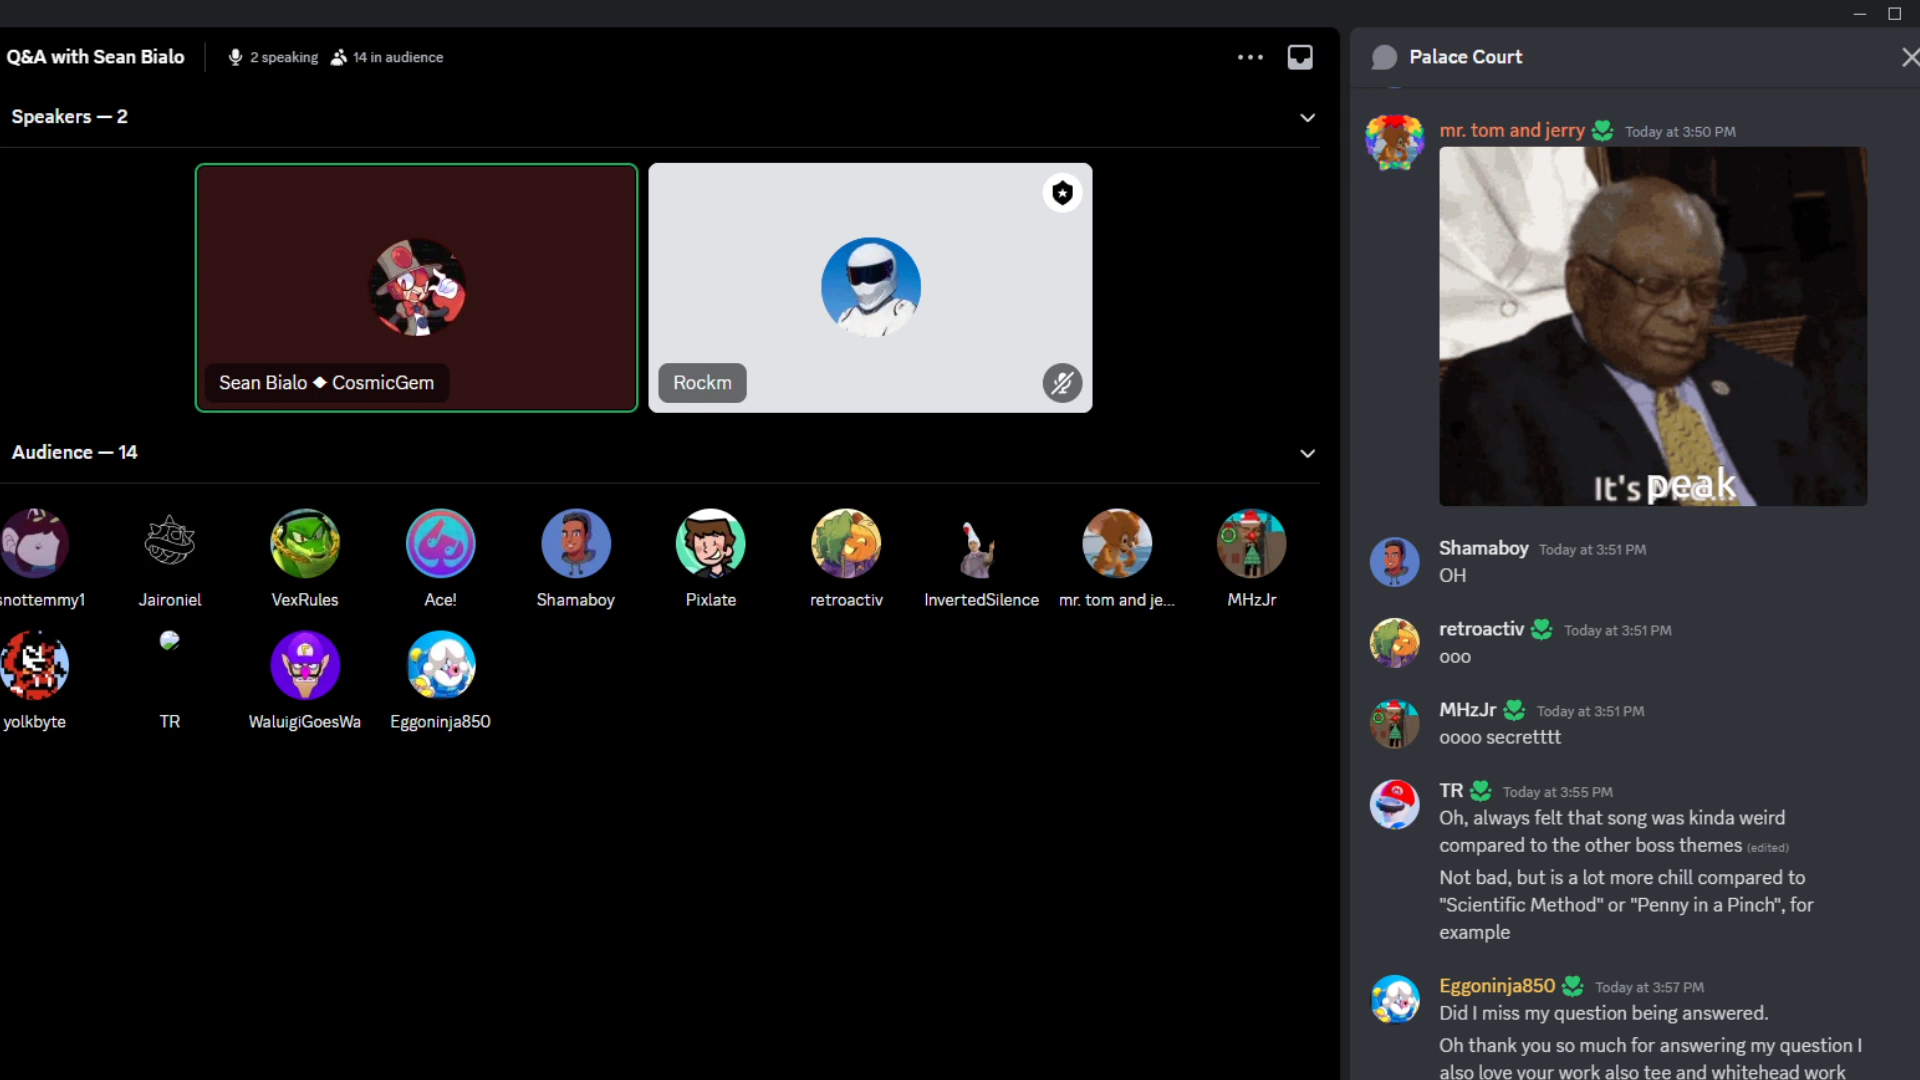 Q&A with Sean Bialo
2 speaking
14 in audience
Speakers — 2
Sean Bialo ◆ CosmicGem
Rockm
Audience — 14
snottemmy1
Jaironiel
VexRules
Ace!
Shamaboy
Pixlate
retroactiv
InvertedSilence
mr. tom and je...
MHzJr
yolkbyte
TR
WaluigiGoesWa
Eggoninja850
Palace Court
mr. tom and jerry Today at 3:50 PM
It's peak
Shamaboy Today at 3:51 PM
OH
retroactiv Today at 3:51 PM
ooo
MHzJr Today at 3:51 PM
oooo secretttt
TR Today at 3:55 PM
Oh, always felt that song was kinda weird
compared to the other boss themes (edited)
Not bad, but is a lot more chill compared to
"Scientific Method" or "Penny in a Pinch", for
example
Eggoninja850 Today at 3:57 PM
Did I miss my question being answered.
Oh thank you so much for answering my question I
also love your work also tee and whitehead work